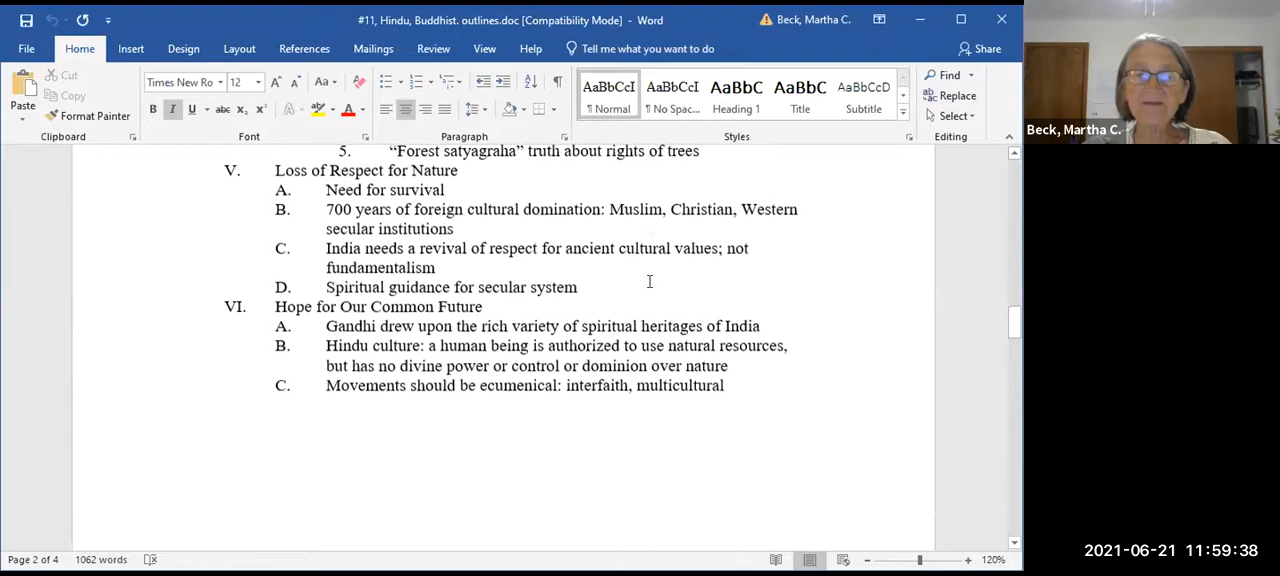 #11, Hindu, Buddhist. outlines.doc [Compatibility Mode] - Word
Beck, Martha C.
File Home Insert Design Layout References Mailings Review View Help Tell me what you want to do Share
Paste
Cut
Copy
Format Painter
Clipboard
Times New Ro 12
Font
Paragraph
AaBbCcI AaBbCcI AaBbC AaBbC AaBbCcD
¶ Normal ¶ No Spac... Heading 1 Title Subtitle
Styles
Find
Replace
Select
Editing
Beck, Martha C.
5. “Forest satyagraha” truth about rights of trees
V. Loss of Respect for Nature
A. Need for survival
B. 700 years of foreign cultural domination: Muslim, Christian, Western
secular institutions
C. India needs a revival of respect for ancient cultural values; not
fundamentalism
D. Spiritual guidance for secular system
VI. Hope for Our Common Future
A. Gandhi drew upon the rich variety of spiritual heritages of India
B. Hindu culture: a human being is authorized to use natural resources,
but has no divine power or control or dominion over nature
C. Movements should be ecumenical: interfaith, multicultural
Page 2 of 4 1062 words
120%
2021-06-21 11:59:38